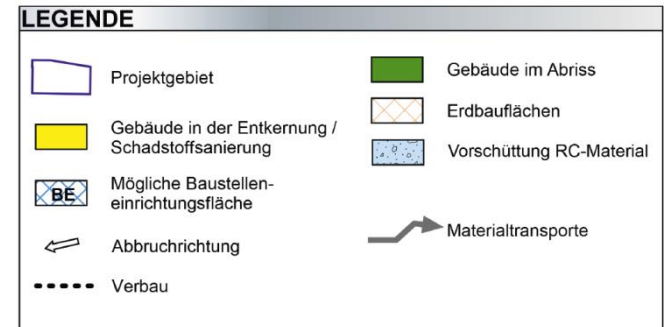 LEGENDE
Projektgebiet
Gebäude in der Entkernung /
Schadstoffsanierung
BE
Mögliche Baustellen-
einrichtungsfläche
Abbruchrichtung
Verbau
Gebäude im Abriss
Erdbauflächen
Vorschüttung RC-Material
Materialtransporte